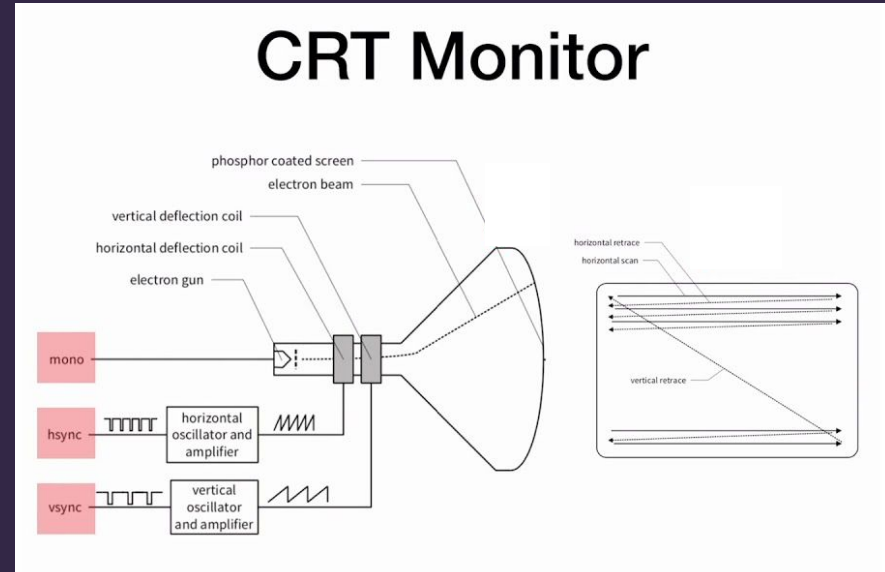 CRT Monitor
phosphor coated screen
electron beam
vertical deflection coil
horizontal deflection coil
electron gun
mono
hsync
horizontal
oscillator and
amplifier
vsync
vertical
oscillator
and amplifier
horizontal retrace
horizontal scan
vertical retrace